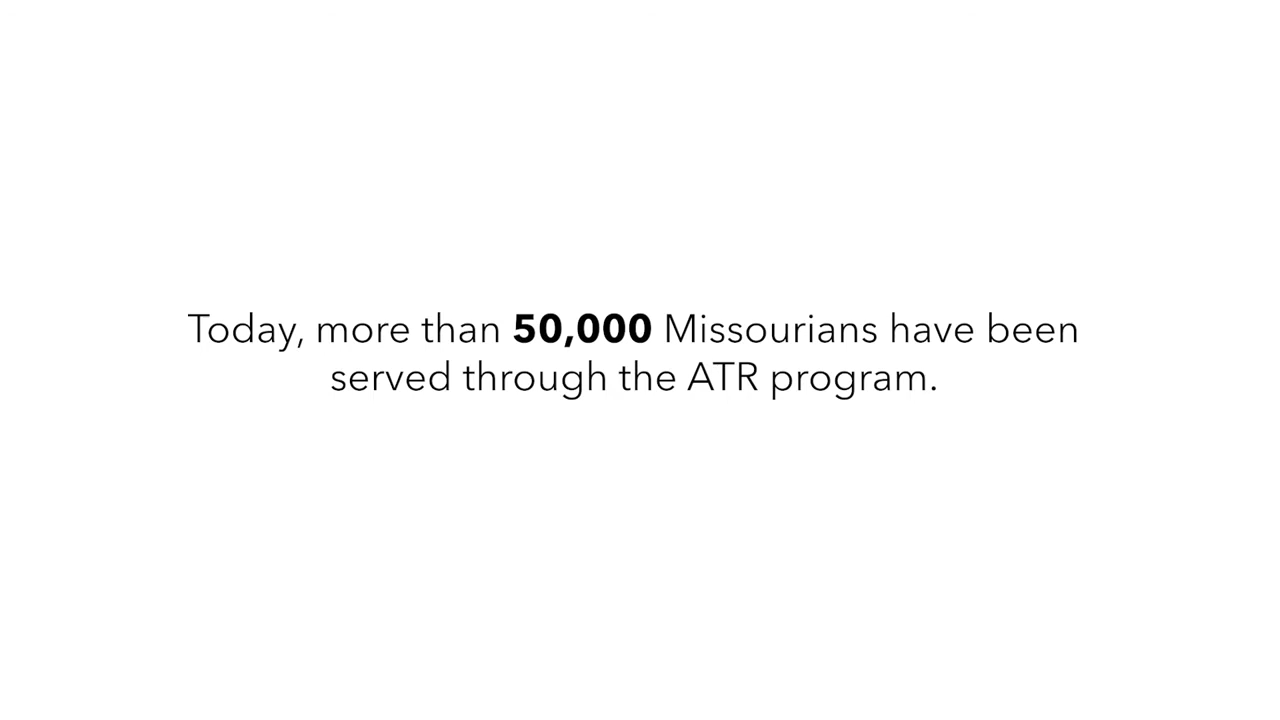 Today, more than 50,000 Missourians have been
served through the ATR program.